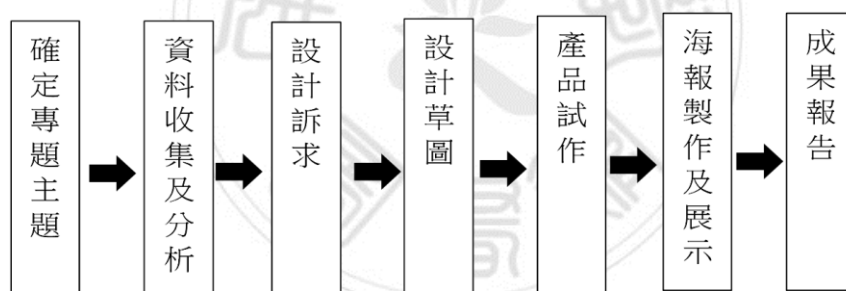 確定專題主題
資料收集及分析
設計訴求
設計草圖
產品試作
海報製作及展示
成果報告